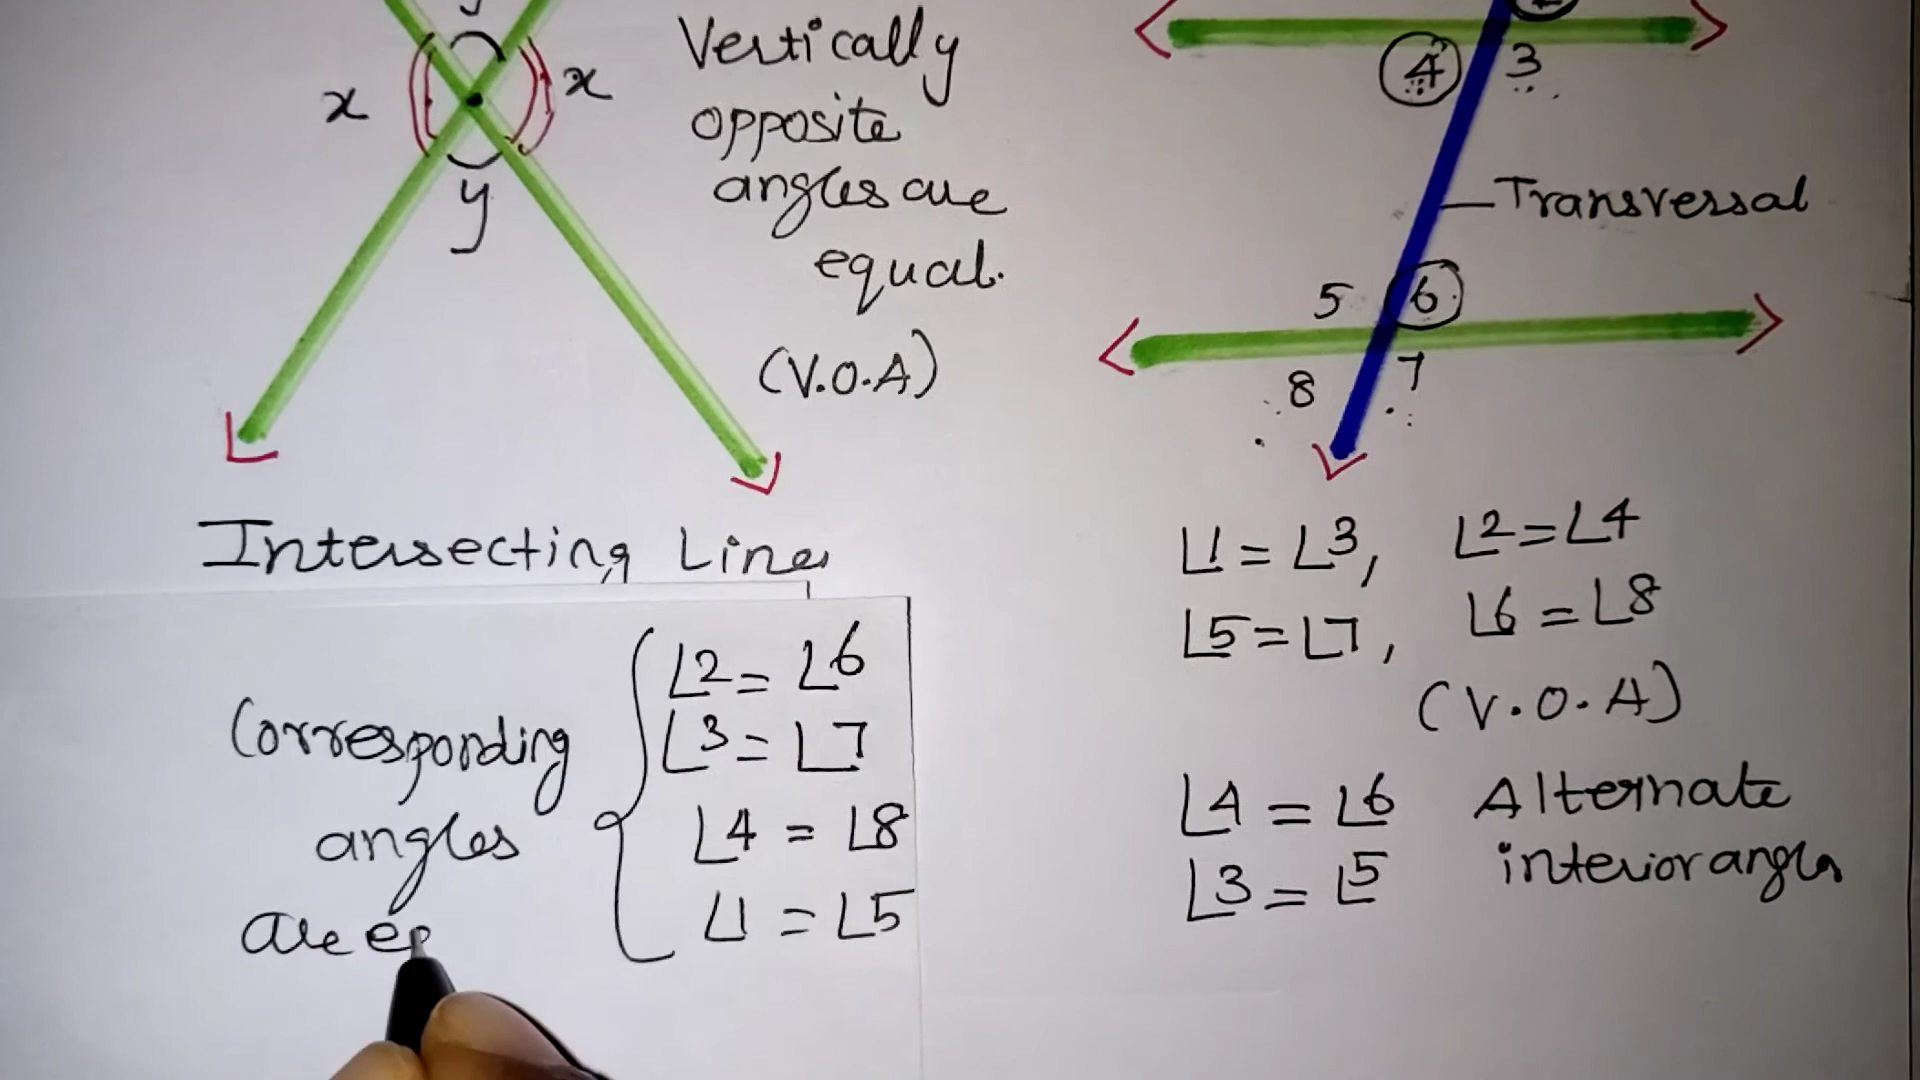 x
x
y
Vertically
opposite
angles are
equal.
(V.O.A)
Intersecting Lines
Corresponding
angles
are
∠2 = ∠6
∠3 = ∠7
∠4 = ∠8
∠1 = ∠5
4
3
Transversal
5
6
8
7
∠1 = ∠3, ∠2 = ∠4
∠5 = ∠7, ∠6 = ∠8
(V.O.A)
∠4 = ∠6 Alternate
∠3 = ∠5 interior angles